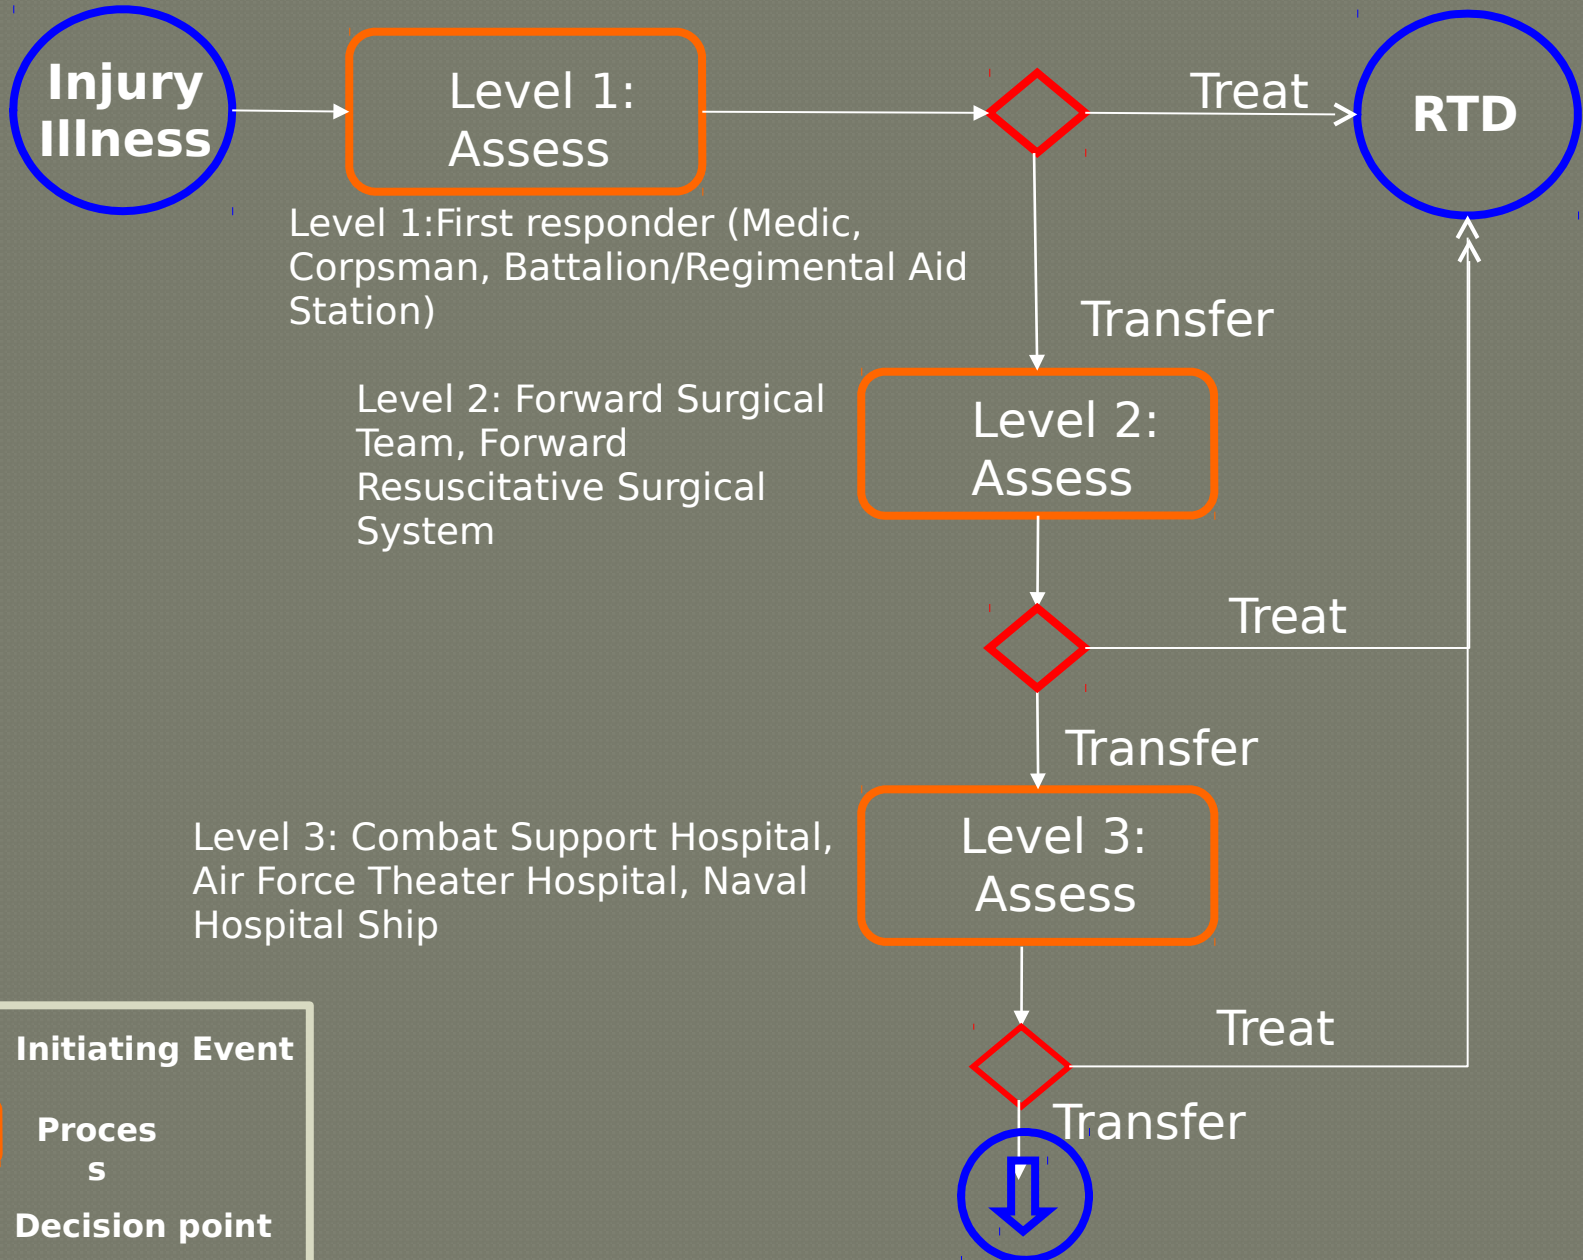 Injury
Illness
Level 1:
Assess
Treat
RTD
Level 1:First responder (Medic,
Corpsman, Battalion/Regimental Aid
Station)
Transfer
Level 2: Forward Surgical
Team, Forward
Resuscitative Surgical
System
Level 2:
Assess
Treat
Transfer
Level 3: Combat Support Hospital,
Air Force Theater Hospital, Naval
Hospital Ship
Level 3:
Assess
Treat
Transfer
Initiating Event
Proces
s
Decision point